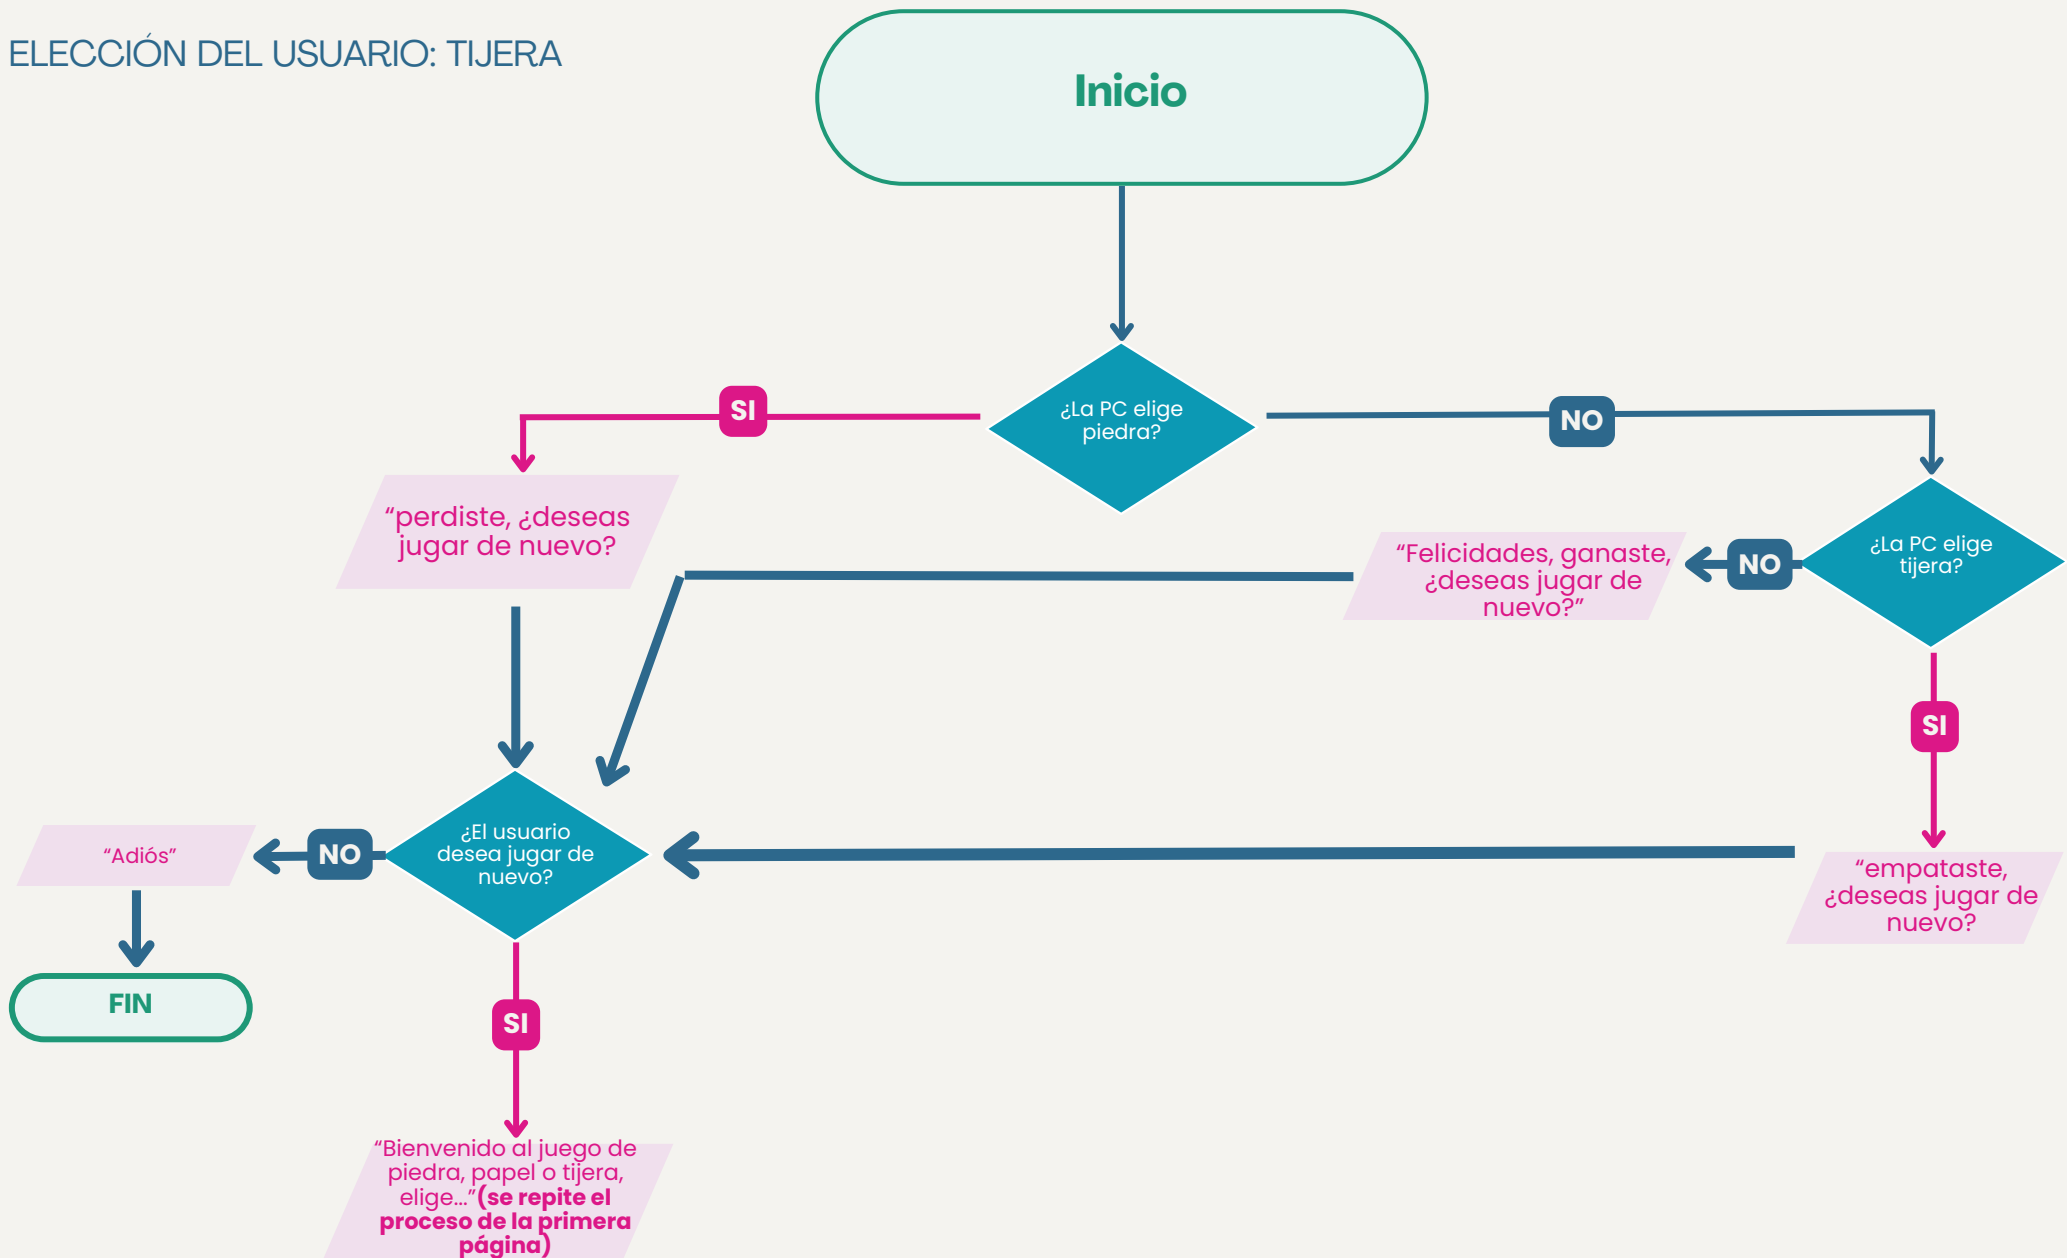 ELECCIÓN DEL USUARIO: TIJERA
Inicio
¿La PC elige
piedra?
SI
NO
“perdiste, ¿deseas
jugar de nuevo?
“Felicidades, ganaste,
¿deseas jugar de
nuevo?”
NO
¿La PC elige
tijera?
SI
“empataste,
¿deseas jugar de
nuevo?
¿El usuario
desea jugar de
nuevo?
NO
“Adiós”
FIN
SI
“Bienvenido al juego de
piedra, papel o tijera,
elige...”(se repite el
proceso de la primera
página)